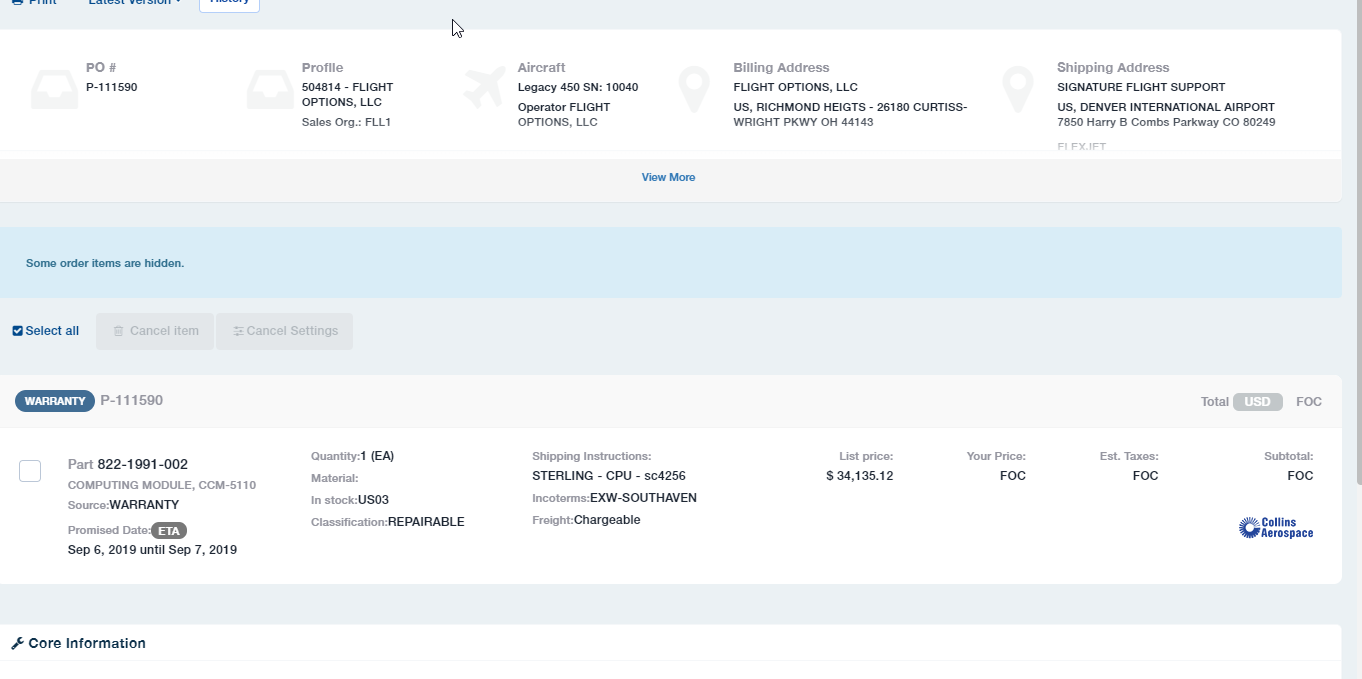 Print
Latest Version
History
PO #
P-111590
Profile
504814 - FLIGHT
OPTIONS, LLC
Sales Org.: FLL1
Aircraft
Legacy 450 SN: 10040
Operator FLIGHT
OPTIONS, LLC
Billing Address
FLIGHT OPTIONS, LLC
US, RICHMOND HEIGTS - 26180 CURTISS-
WRIGHT PKWY OH 44143
Shipping Address
SIGNATURE FLIGHT SUPPORT
US, DENVER INTERNATIONAL AIRPORT
7850 Harry B Combs Parkway CO 80249
FLEXJET
View More
Some order items are hidden.
Select all
Cancel item
Cancel Settings
WARRANTY P-111590
Total USD FOC
Part 822-1991-002
COMPUTING MODULE, CCM-5110
Source:WARRANTY
Promised Date:ETA
Sep 6, 2019 until Sep 7, 2019
Quantity:1 (EA)
Material:
In stock:US03
Classification:REPAIRABLE
Shipping Instructions:
STERLING - CPU - sc4256
Incoterms:EXW-SOUTHAVEN
Freight:Chargeable
List price:
$ 34,135.12
Your Price:
FOC
Est. Taxes:
FOC
Subtotal:
FOC
Collins
Aerospace
Core Information